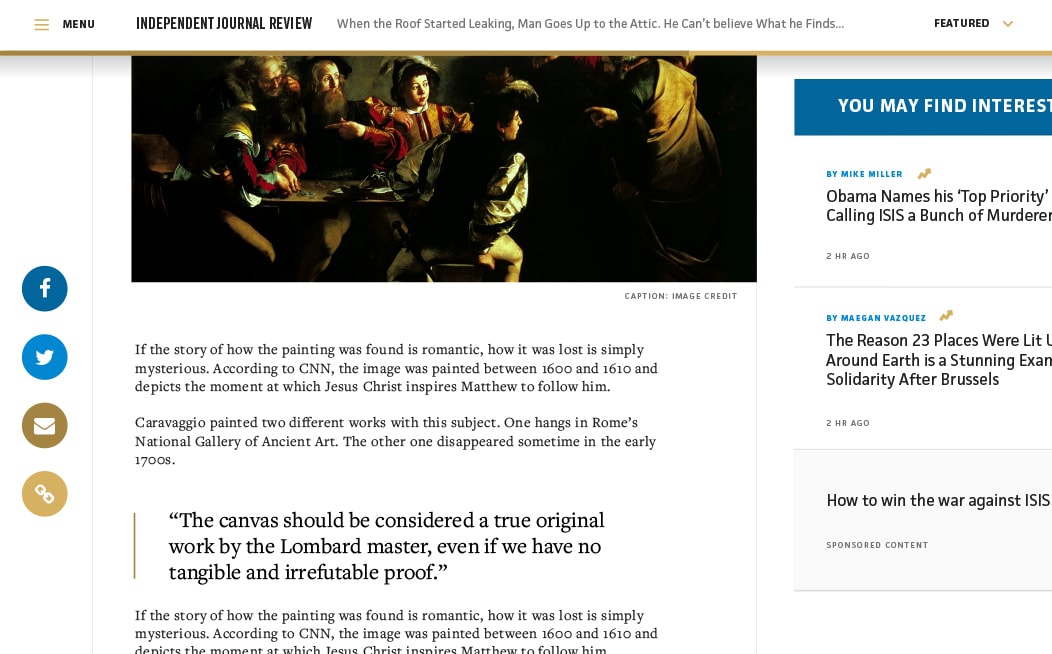 MENU
INDEPENDENT JOURNAL REVIEW
When the Roof Started Leaking, Man Goes Up to the Attic. He Can't believe What he Finds...
FEATURED
CAPTION: IMAGE CREDIT
If the story of how the painting was found is romantic, how it was lost is simply
mysterious. According to CNN, the image was painted between 1600 and 1610 and
depicts the moment at which Jesus Christ inspires Matthew to follow him.
Caravaggio painted two different works with this subject. One hangs in Rome's
National Gallery of Ancient Art. The other one disappeared sometime in the early
1700s.
“The canvas should be considered a true original
work by the Lombard master, even if we have no
tangible and irrefutable proof.”
If the story of how the painting was found is romantic, how it was lost is simply
mysterious. According to CNN, the image was painted between 1600 and 1610 and
depicts the moment at which Jesus Christ inspires Matthew to follow him.
YOU MAY FIND INTEREST
BY MIKE MILLER
Obama Names his ‘Top Priority’
Calling ISIS a Bunch of Murderer
2 HR AGO
BY MAEGAN VAZQUEZ
The Reason 23 Places Were Lit U
Around Earth is a Stunning Exam
Solidarity After Brussels
2 HR AGO
How to win the war against ISIS
SPONSORED CONTENT